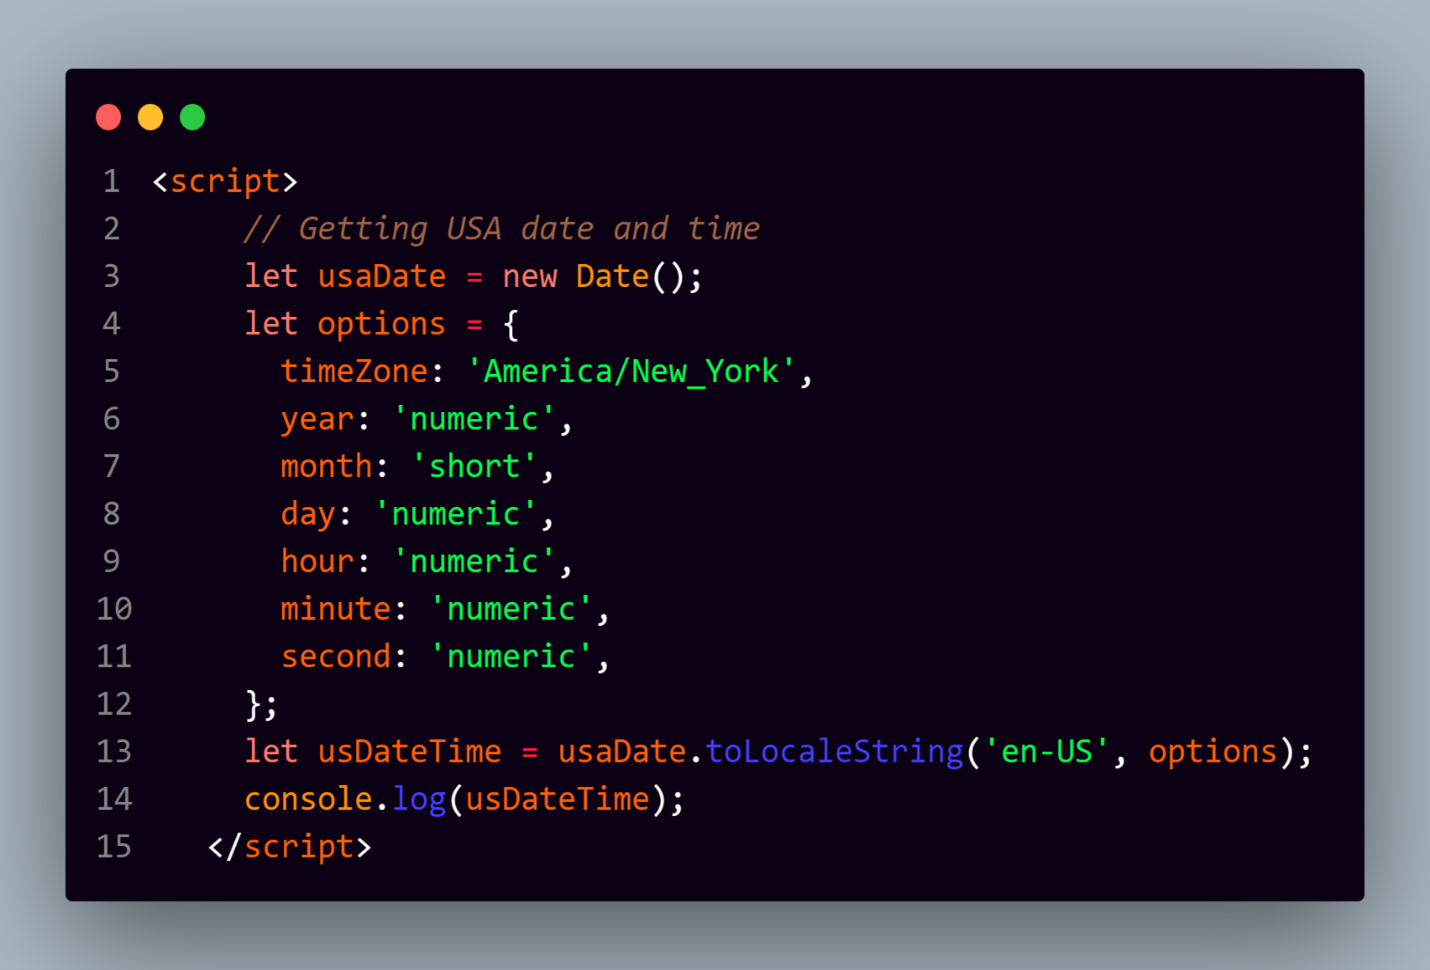 1 <script>
2 // Getting USA date and time
3 let usaDate = new Date();
4 let options = {
5 timeZone: 'America/New_York',
6 year: 'numeric',
7 month: 'short',
8 day: 'numeric',
9 hour: 'numeric',
10 minute: 'numeric',
11 second: 'numeric',
12 };
13 let usDateTime = usaDate.toLocaleString('en-US', options);
14 console.log(usDateTime);
15 </script>